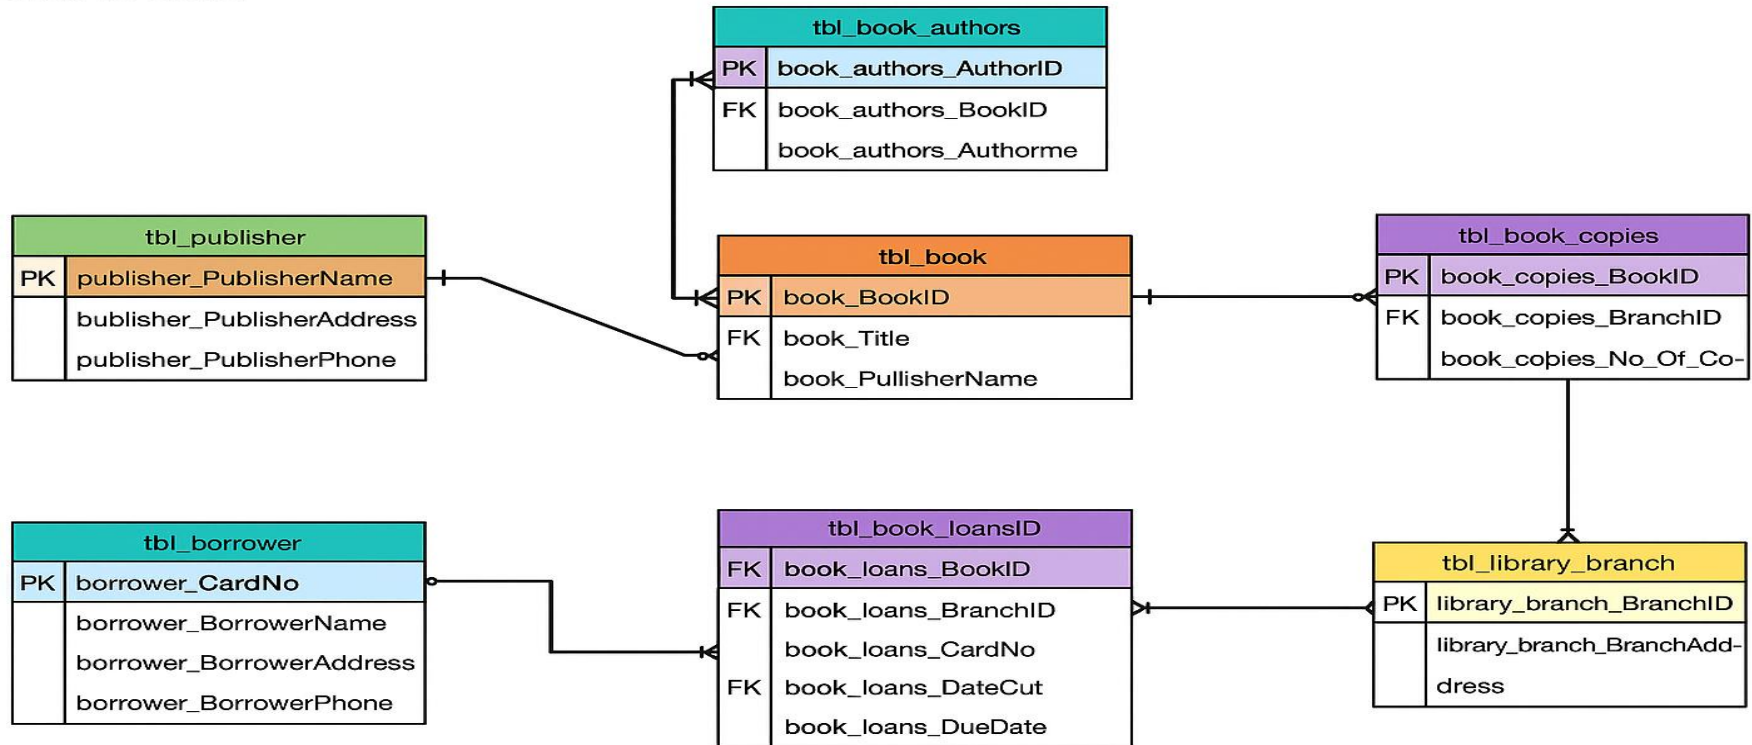 tbl_book_authors
PK book_authors_AuthorID
FK book_authors_BookID
book_authors_Authorme
tbl_publisher
PK publisher_PublisherName
bublisher_PublisherAddress
publisher_PublisherPhone
tbl_book
PK book_BookID
FK book_Title
book_PullisherName
tbl_book_copies
PK book_copies_BookID
FK book_copies_BranchID
book_copies_No_Of_Co-
tbl_borrower
PK borrower_CardNo
borrower_BorrowerName
borrower_BorrowerAddress
borrower_BorrowerPhone
tbl_book_loansID
FK book_loans_BookID
FK book_loans_BranchID
book_loans_CardNo
FK book_loans_DateCut
book_loans_DueDate
tbl_library_branch
PK library_branch_BranchID
library_branch_BranchAdd-
dress